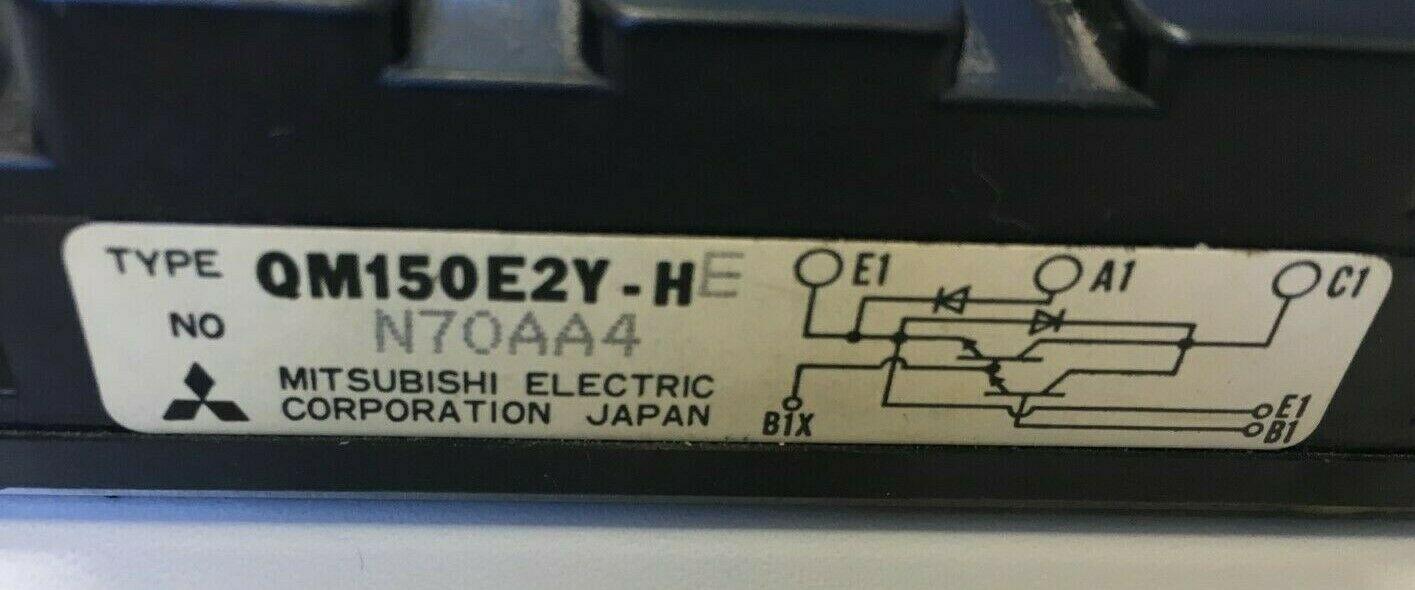 TYPE QM150E2Y-HE
NO N70AA4
MITSUBISHI ELECTRIC
CORPORATION JAPAN
E1 A1 C1
B1X
E1
B1